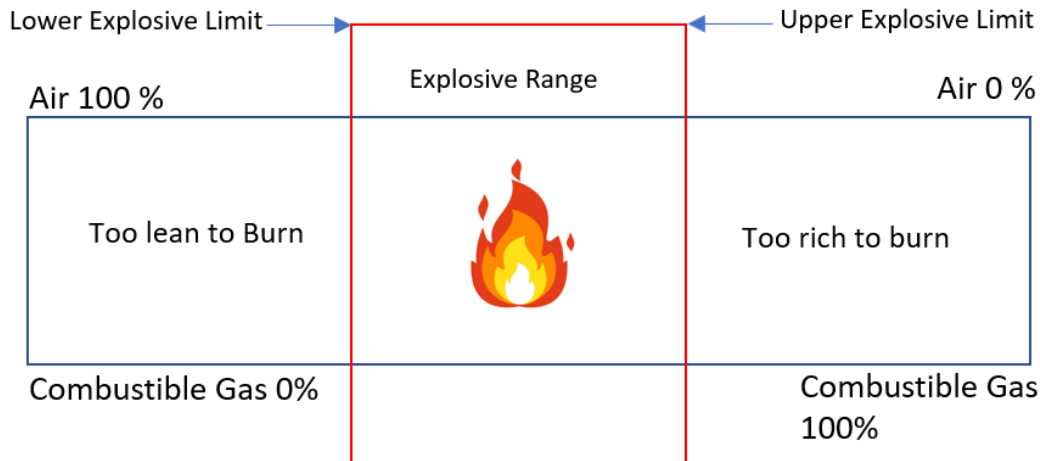 Lower Explosive Limit
Upper Explosive Limit
Explosive Range
Air 100 %
Air 0 %
Too lean to Burn
Too rich to burn
Combustible Gas 0%
Combustible Gas
100%